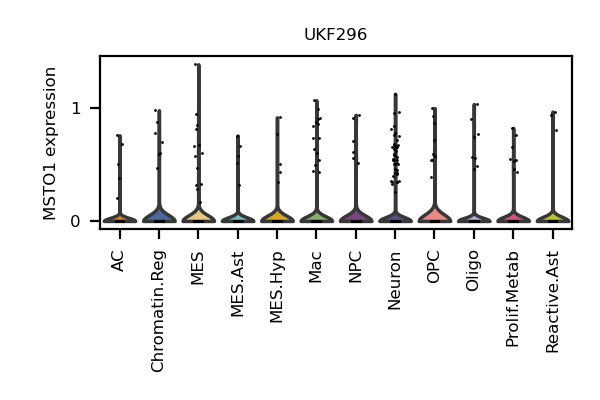 UKF296
MSTO1 expression
1
0
AC
Chromatin.Reg
MES
MES.Ast
MES.Hyp
Mac
NPC
Neuron
OPC
Oligo
Prolif.Metab
Reactive.Ast